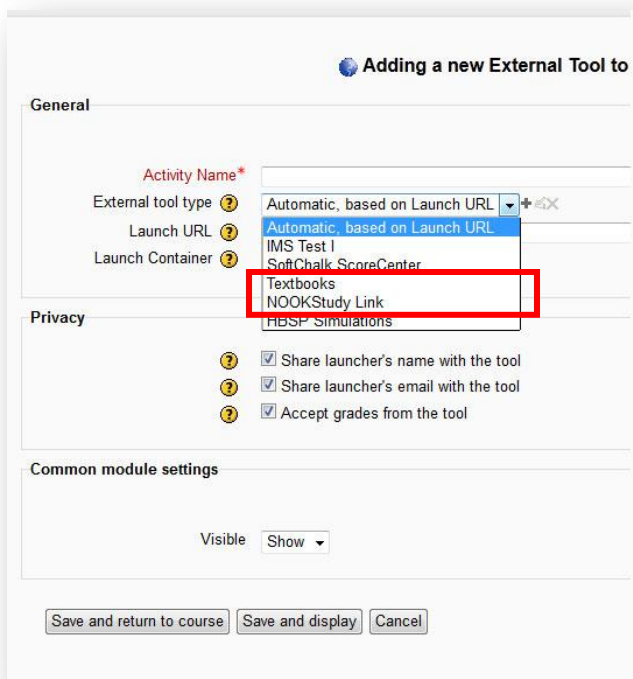 Adding a new External Tool to
General
Activity Name*
External tool type ? Automatic, based on Launch URL
Automatic, based on Launch URL
Launch URL ?
IMS Test I
SoftChalk ScoreCenter
Launch Container ?
Textbooks
NOOKStudy Link
HBSP Simulations
Privacy
? Share launcher's name with the tool
? Share launcher's email with the tool
? Accept grades from the tool
Common module settings
Visible Show
Save and return to course Save and display Cancel